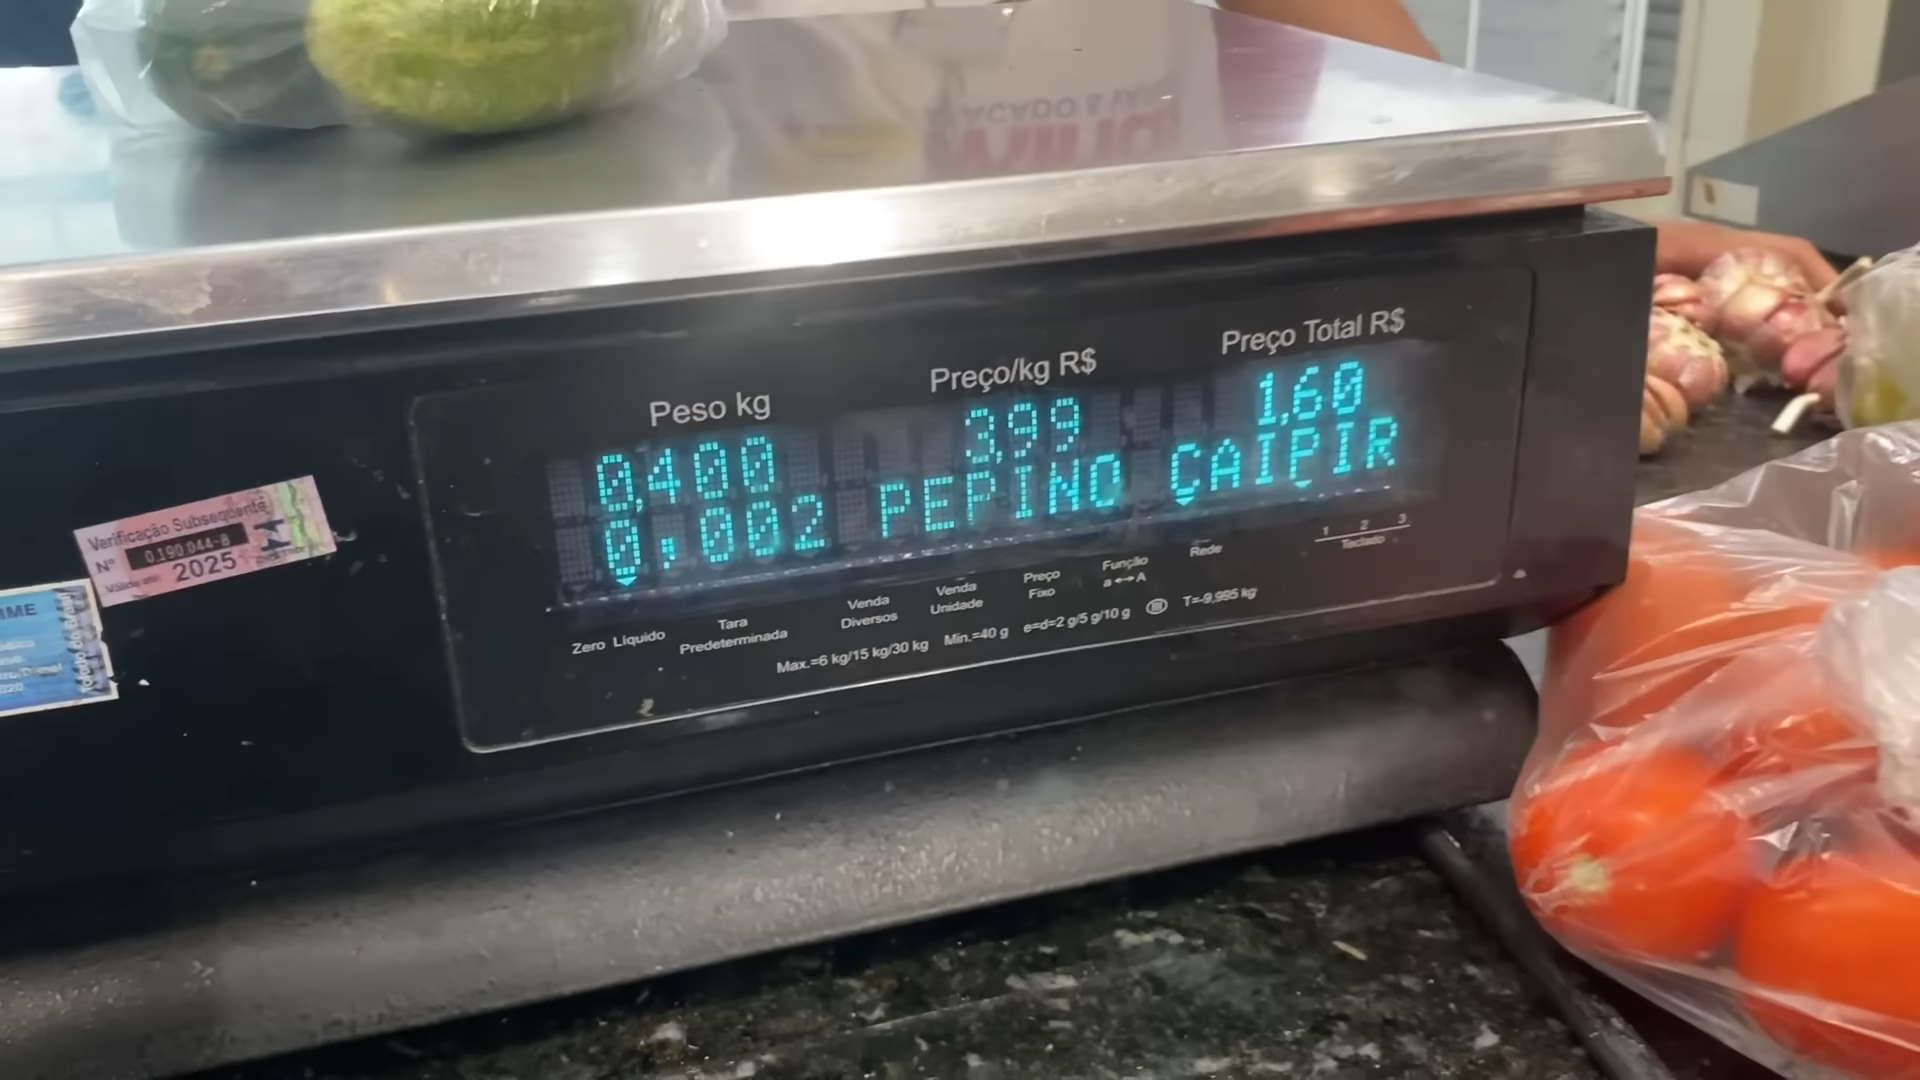 ACADO & VAR
Peso kg
Preço/kg R$
Preço Total R$
0,400
3,99
1,60
0,002 PEPINO CAIPIR
Zero
Líquido
Tara
Predeterminada
Venda
Diversos
Venda
Unidade
Preço
Fixo
Função
a↔A
Rede
1 2 3
Teclado
Max.=6 kg/15 kg/30 kg Min.=40 g e=d=2 g/5 g/10 g T=-9,995 kg
Verificação Subsequente
Nº 0.190.044-8
2025